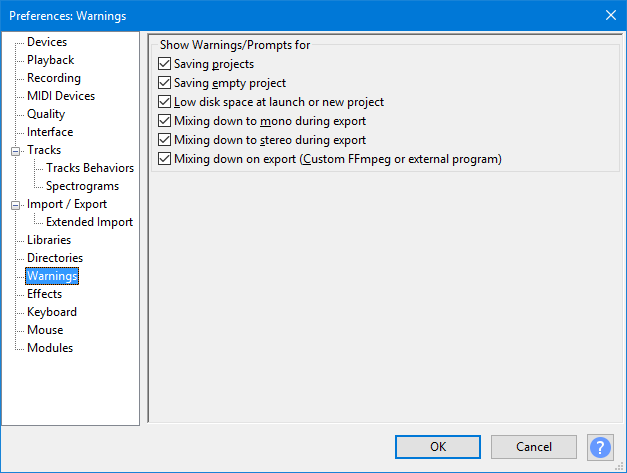 Preferences: Warnings
Devices
Playback
Recording
MIDI Devices
Quality
Interface
Tracks
Tracks Behaviors
Spectrograms
Import / Export
Extended Import
Libraries
Directories
Warnings
Effects
Keyboard
Mouse
Modules
Show Warnings/Prompts for
Saving projects
Saving empty project
Low disk space at launch or new project
Mixing down to mono during export
Mixing down to stereo during export
Mixing down on export (Custom FFmpeg or external program)
OK
Cancel
?